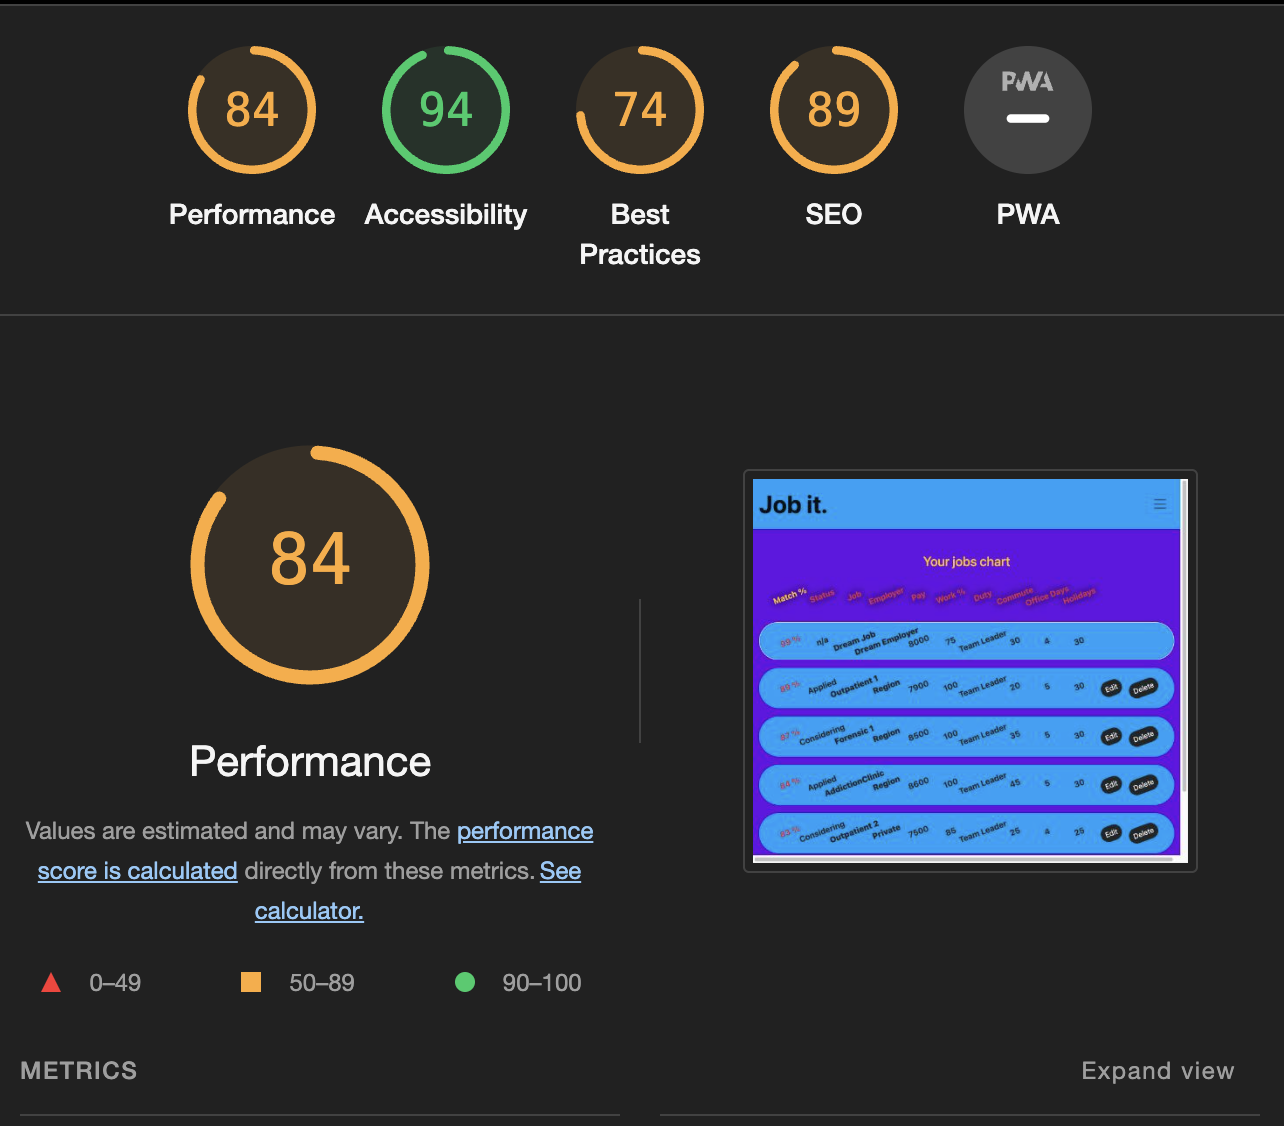 84
94
74
89
PWA
Performance
Accessibility
Best
Practices
SEO
PWA
84
Performance
Values are estimated and may vary. The performance
score is calculated directly from these metrics. See
calculator.
0–49
50–89
90–100
Job it.
Your jobs chart
Match % Status Job Employer Pay Work % Duty Commute Office Days Holidays
99 % n/a Dream Job Dream Employer 8000 75 Team Leader 30 4 30
Applied Outpatient 1 Region 7900 100 Team Leader 20 5 30 Edit Delete
87 % Considering Forensic 1 Region 8500 100 Team Leader 35 5 30 Edit Delete
84 % Applied AddictionClinic Region 8600 100 Team Leader 45 5 30 Edit Delete
83 % Considering Outpatient 2 Private 7500 85 Team Leader 25 4 25 Edit Delete
METRICS
Expand view